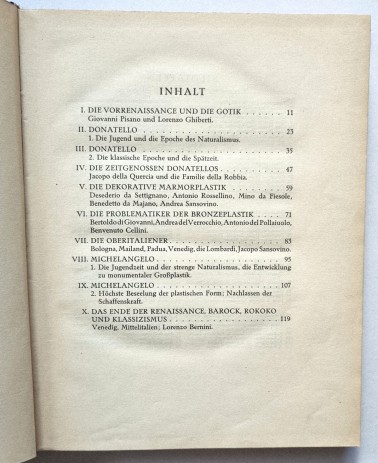 INHALT
I. DIE VORRENAISSANCE UND DIE GOTIK . . . . . . 11
Giovanni Pisano und Lorenzo Ghiberti.
II. DONATELLO . . . . . . . . . . . . . . . . . . . 23
1. Die Jugend und die Epoche des Naturalismus.
III. DONATELLO . . . . . . . . . . . . . . . . . . . 35
2. Die klassische Epoche und die Spätzeit.
IV. DIE ZEITGENOSSEN DONATELLOS . . . . . . . . . 47
Jacopo della Quercia und die Familie della Robbia.
V. DIE DEKORATIVE MARMORPLASTIK . . . . . . . . 59
Desederio da Stettignano, Antonio Rossellino, Mino da Fiesole,
Benedetto da Majano, Andrea Sansovino.
VI. DIE PROBLEMATIKER DER BRONZEPLASTIK . . . . 71
Bertoldo di Giovanni, Andrea del Verrocchio, Antonio del Pollaiuolo,
Benvenuto Cellini.
VII. DIE OBERITALIENER . . . . . . . . . . . . . . . 83
Bologna, Mailand, Padua, Venedig, die Lombardi, Jacopo Sansovino.
VIII. MICHELANGELO . . . . . . . . . . . . . . . . . 95
1. Die Jugendzeit und der strenge Naturalismus, die Entwicklung
zu monumentaler Großplastik.
IX. MICHELANGELO . . . . . . . . . . . . . . . . . 107
2. Höchste Beseelung der plastischen Form; Nachlassen der
Schaffenskraft.
X. DAS ENDE DER RENAISSANCE, BAROCK, ROKOKO
UND KLASSIZISMUS . . . . . . . . . . . . . . . 119
Venedig, Mittelitalien; Lorenzo Bernini.